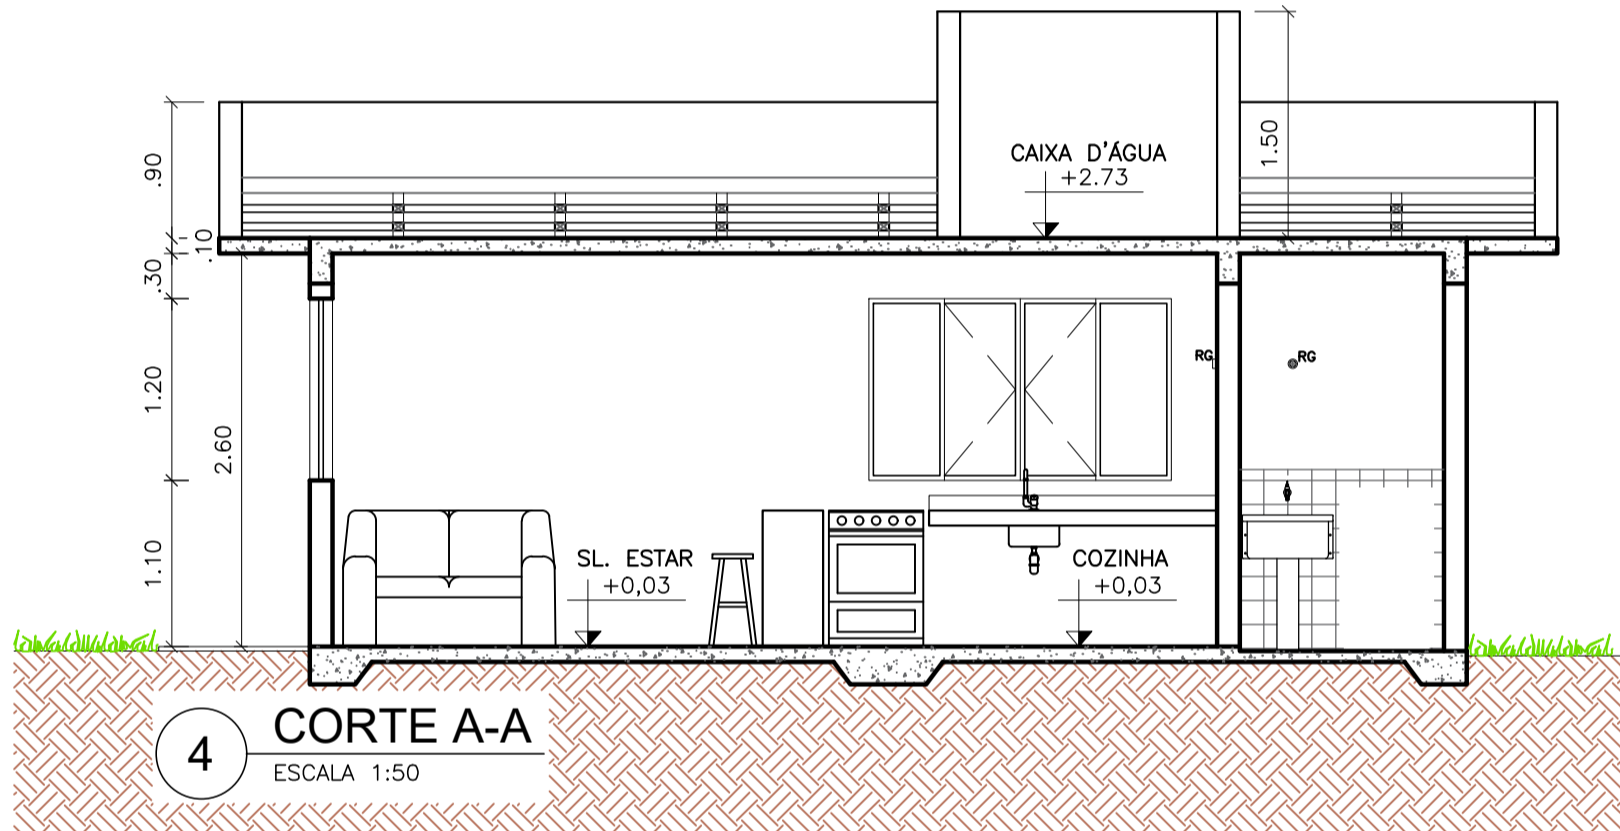 CAIXA D'ÁGUA
+2.73
1.50
.90
.10
.30
1.20
2.60
1.10
RG
RG
SL. ESTAR
+0,03
COZINHA
+0,03
4
CORTE A-A
ESCALA 1:50